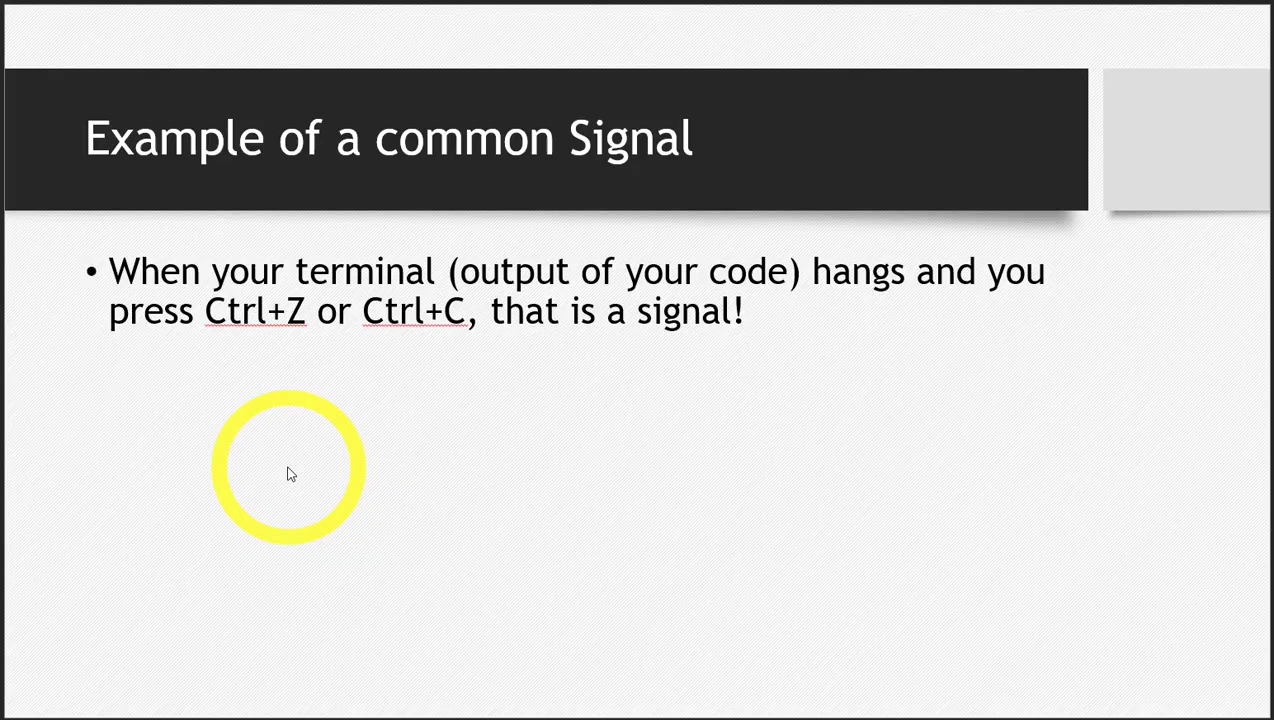 Example of a common Signal
• When your terminal (output of your code) hangs and you
press Ctrl+Z or Ctrl+C, that is a signal!